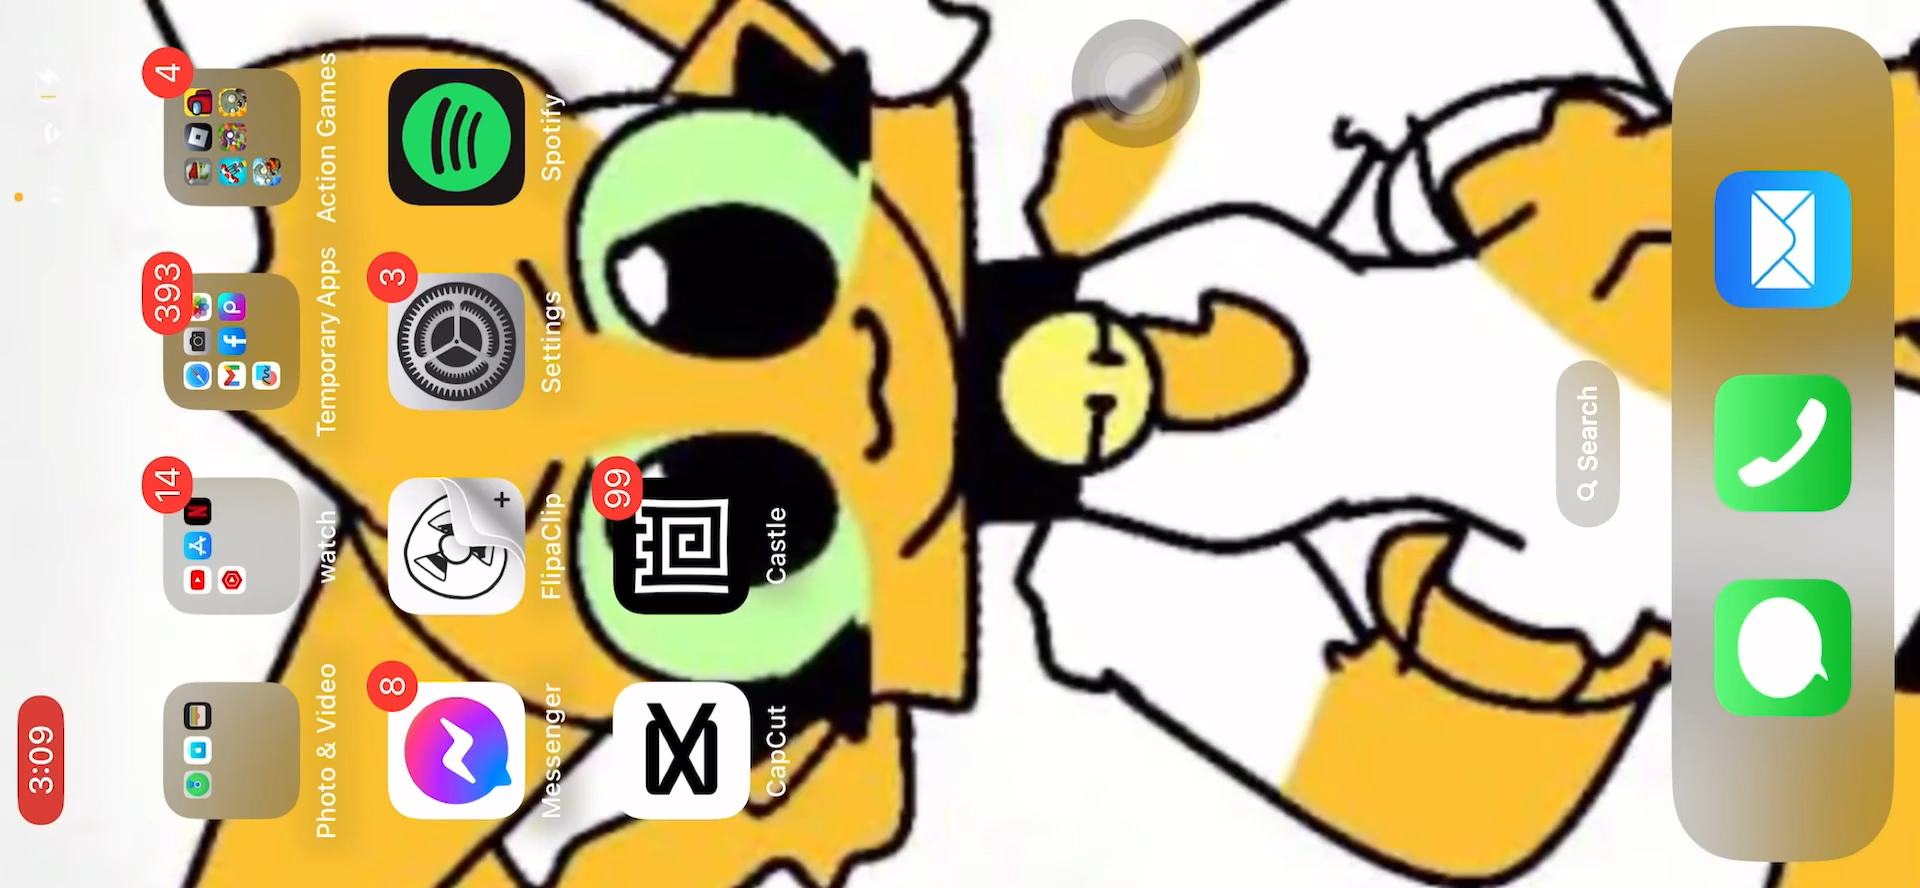 3:09
14
393
4
Photo & Video
watch
Temporary Apps
Action Games
8
3
Messenger
FlipaClip
Settings
Spotify
99
CapCut
Castle
Search